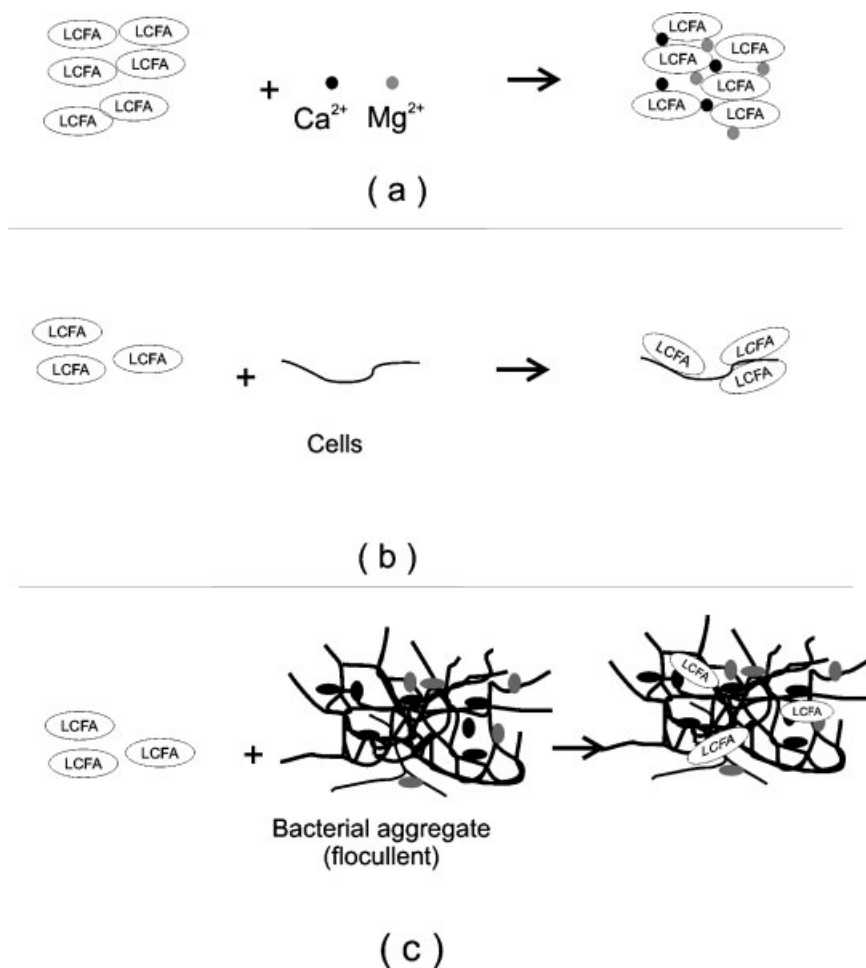 LCFA LCFA
LCFA LCFA
LCFA LCFA
+
Ca²⁺ Mg²⁺
LCFA
LCFA LCFA
LCFA
LCFA LCFA
( a )
LCFA
LCFA LCFA
+
Cells
LCFA LCFA
LCFA
( b )
LCFA
LCFA LCFA
+
Bacterial aggregate
(flocullent)
LCFA
LCFA
LCFA
( c )